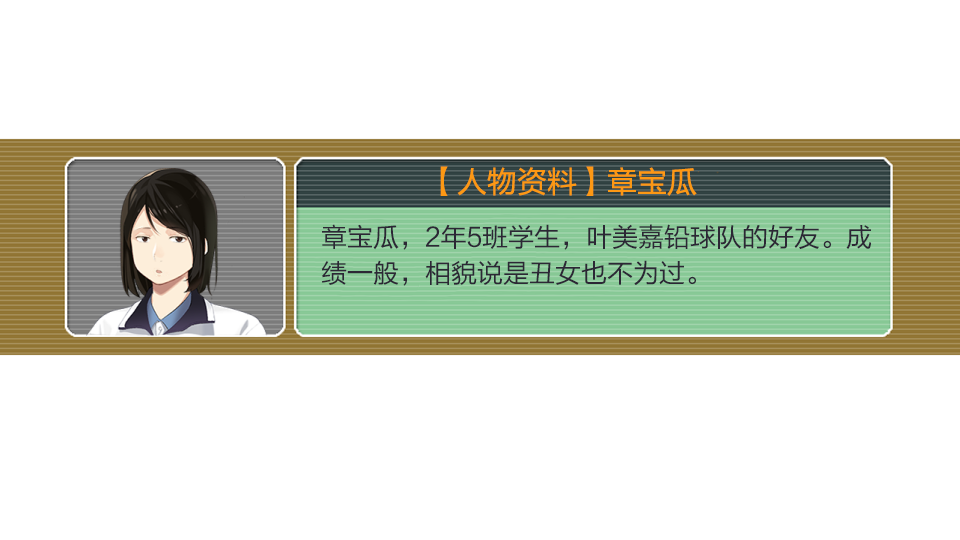 【人物资料】章宝瓜
章宝瓜，2年5班学生，叶美嘉铅球队的好友。成
绩一般，相貌说是丑女也不为过。